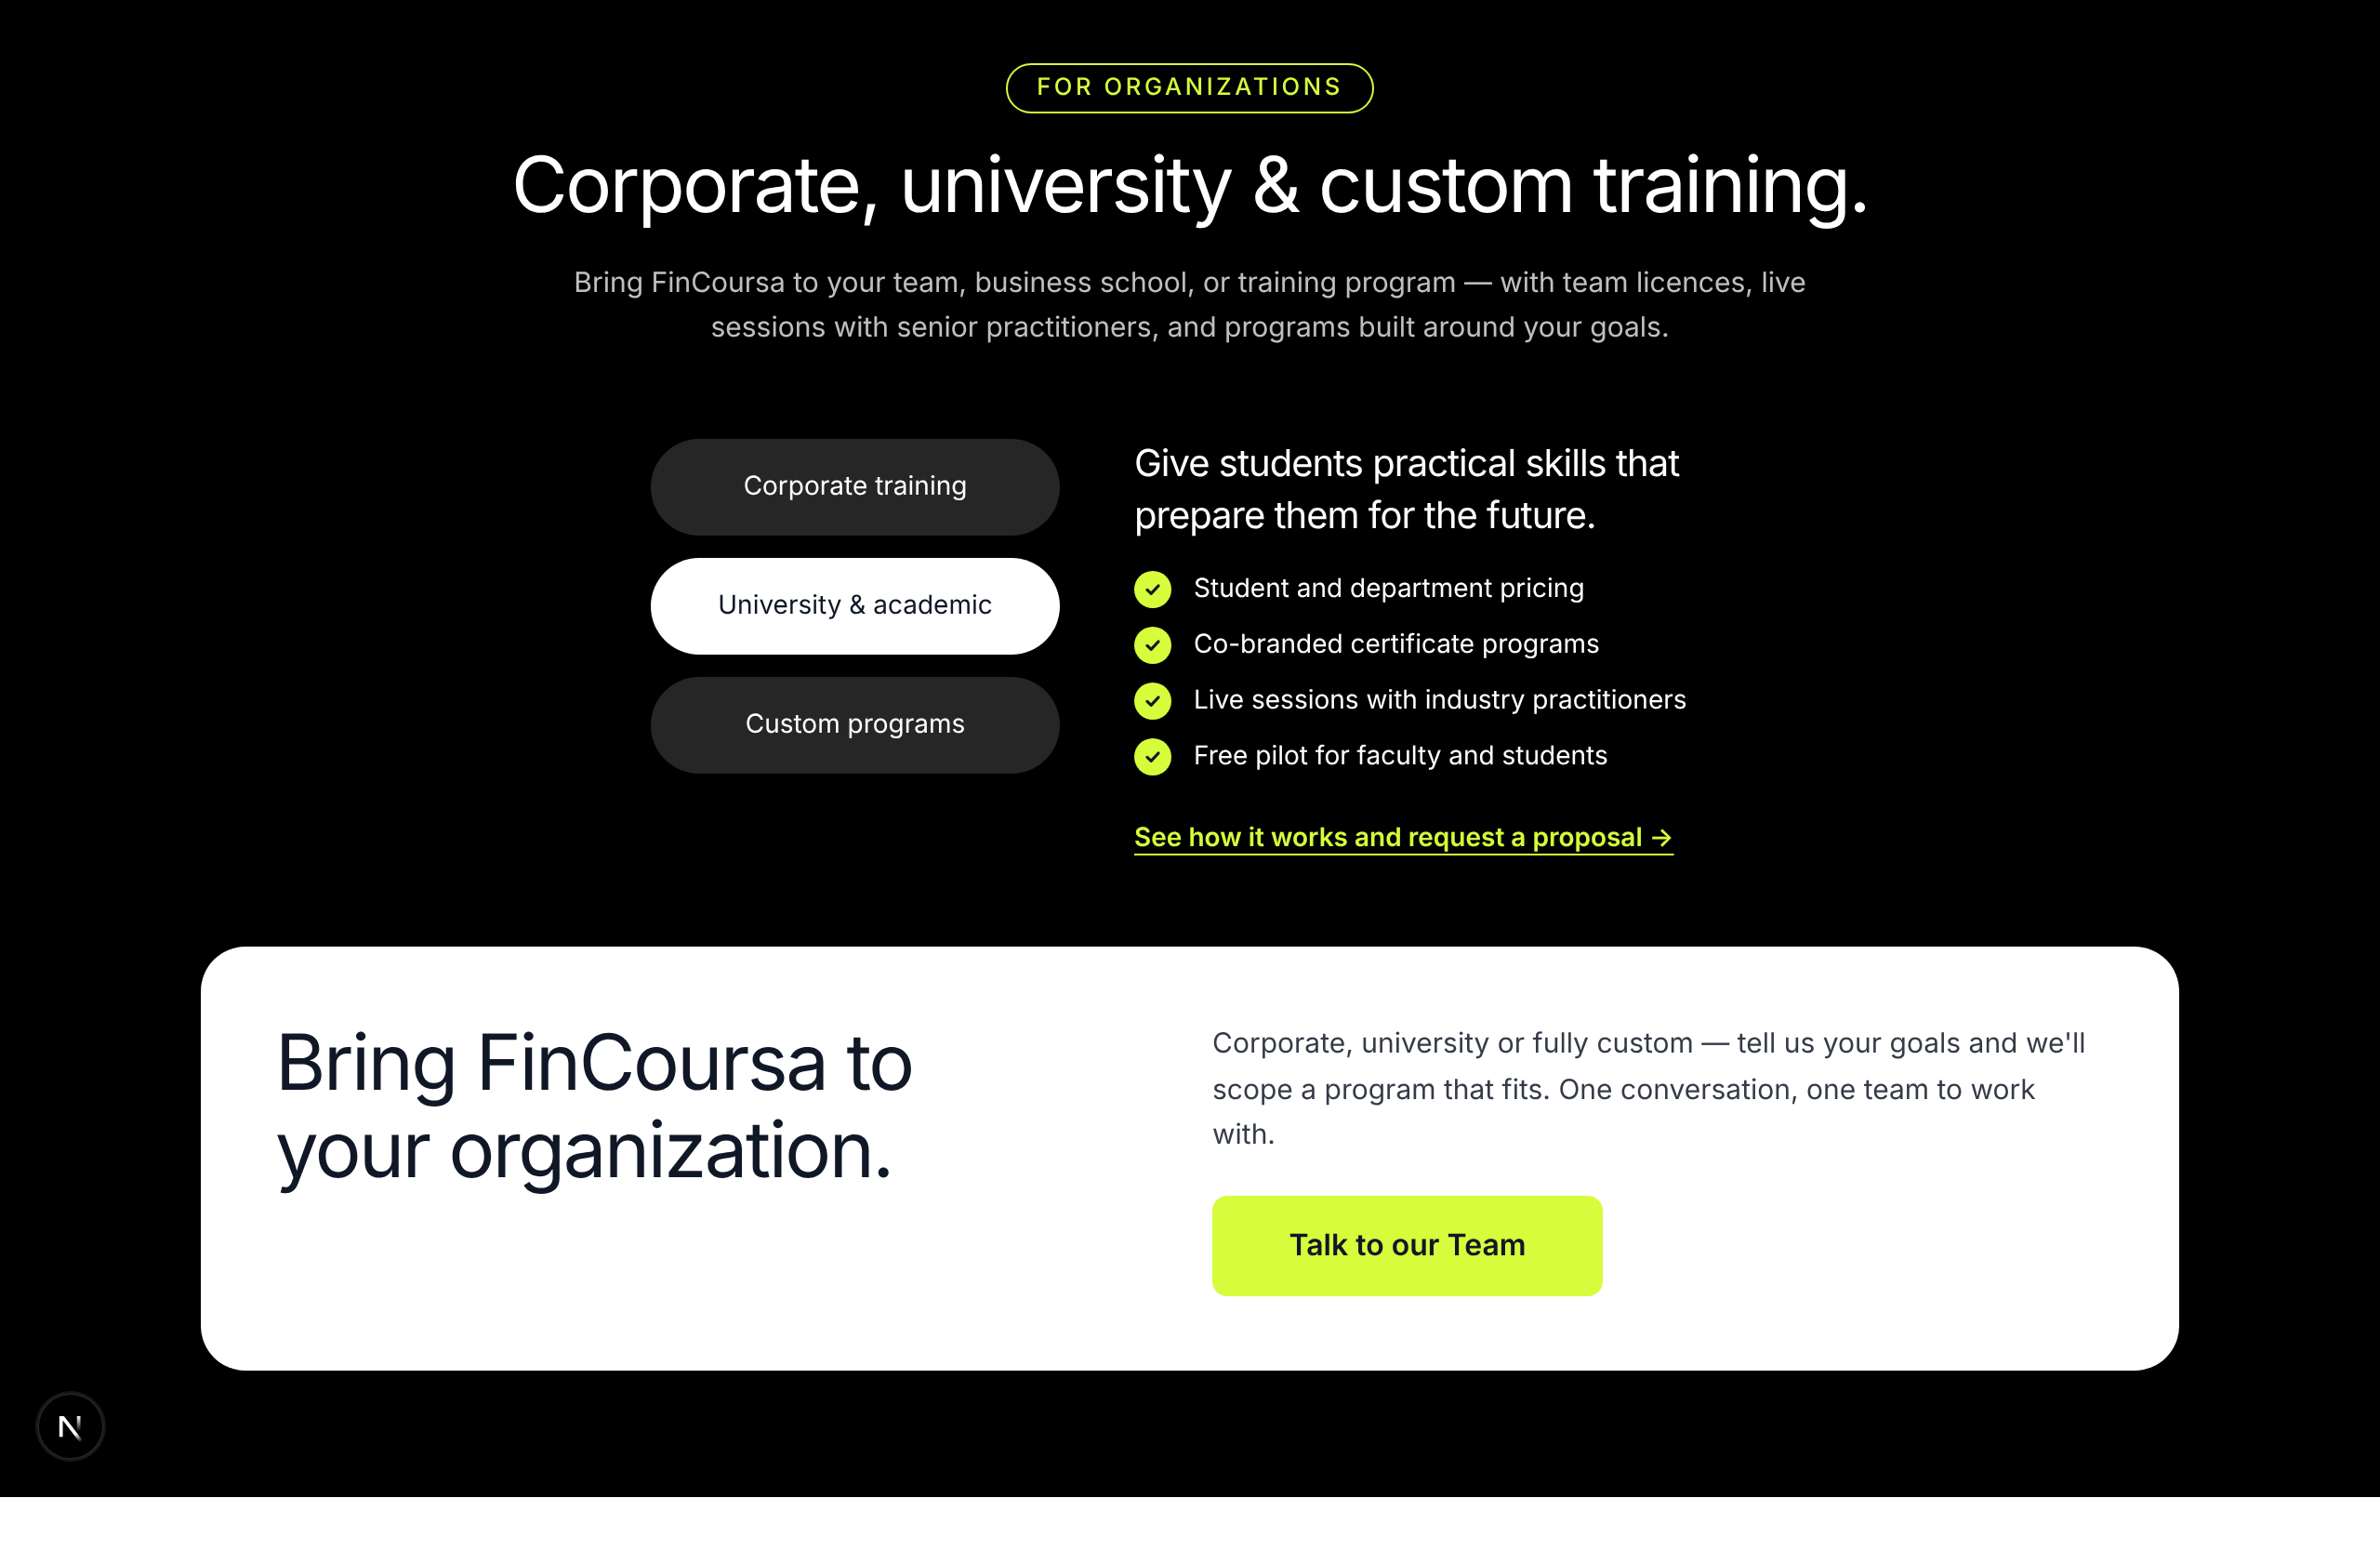 FOR ORGANIZATIONS
Corporate, university & custom training.
Bring FinCoursa to your team, business school, or training program — with team licences, live
sessions with senior practitioners, and programs built around your goals.
Corporate training
University & academic
Custom programs
Give students practical skills that
prepare them for the future.
Student and department pricing
Co-branded certificate programs
Live sessions with industry practitioners
Free pilot for faculty and students
See how it works and request a proposal →
Bring FinCoursa to
your organization.
Corporate, university or fully custom — tell us your goals and we'll
scope a program that fits. One conversation, one team to work
with.
Talk to our Team
N